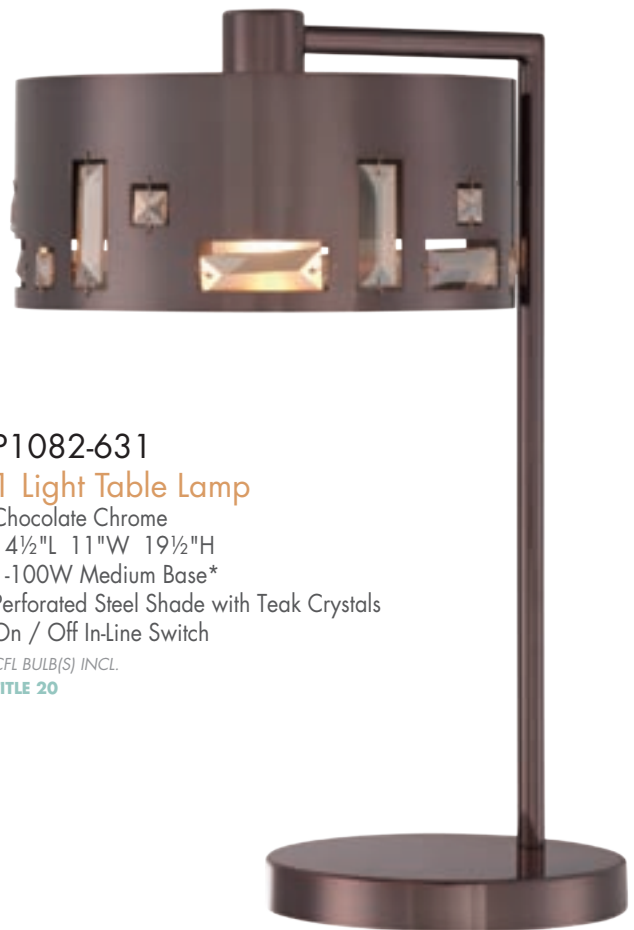 P1082-631
1 Light Table Lamp
Chocolate Chrome
4½"L 11"W 19½"H
-100W Medium Base*
Perforated Steel Shade with Teak Crystals
On / Off In-Line Switch
CFL BULB(S) INCL.
ITLE 20